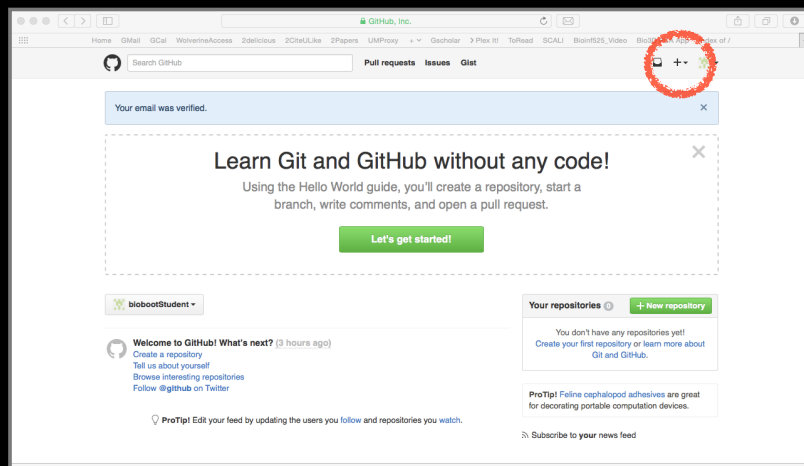 GitHub, Inc.
Home GMail GCal WolverineAccess 2delicious 2CiteULike 2Papers UMProxy + Gscholar >Plex It! ToRead SCALI Bioinf525_Video
Search GitHub
Pull requests Issues Gist
Your email was verified.
Learn Git and GitHub without any code!
Using the Hello World guide, you'll create a repository, start a
branch, write comments, and open a pull request.
Let's get started!
biobootStudent
Welcome to GitHub! What's next? (3 hours ago)
Create a repository
Tell us about yourself
Browse interesting repositories
Follow @github on Twitter
ProTip! Edit your feed by updating the users you follow and repositories you watch.
Your repositories 0
+ New repository
You don't have any repositories yet!
Create your first repository or learn more about
Git and GitHub.
ProTip! Feline cephalopod adhesives are great
for decorating portable computation devices.
Subscribe to your news feed